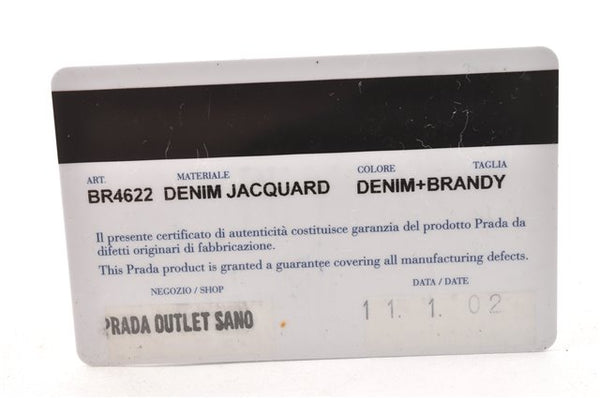 ART. MATERIALE COLORE TAGLIA
BR4622 DENIM JACQUARD DENIM+BRANDY
Il presente certificato di autenticità costituisce garanzia del prodotto Prada da
difetti originari di fabbricazione.
This Prada product is granted a guarantee covering all manufacturing defects.
NEGOZIO / SHOP DATA / DATE
PRADA OUTLET SANO 11. 1. 02